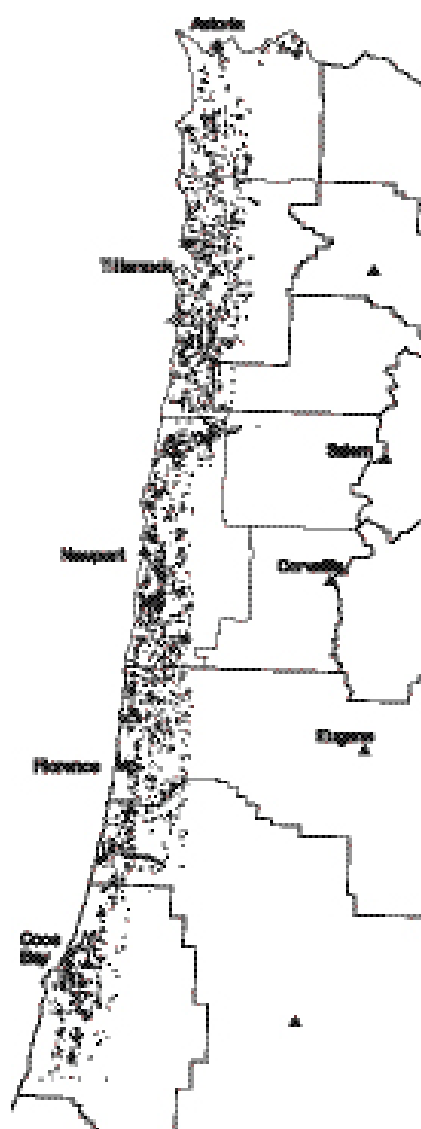 Astoria
Tillamook
Salem
Newport
Corvallis
Eugene
Florence
Coos
Bay